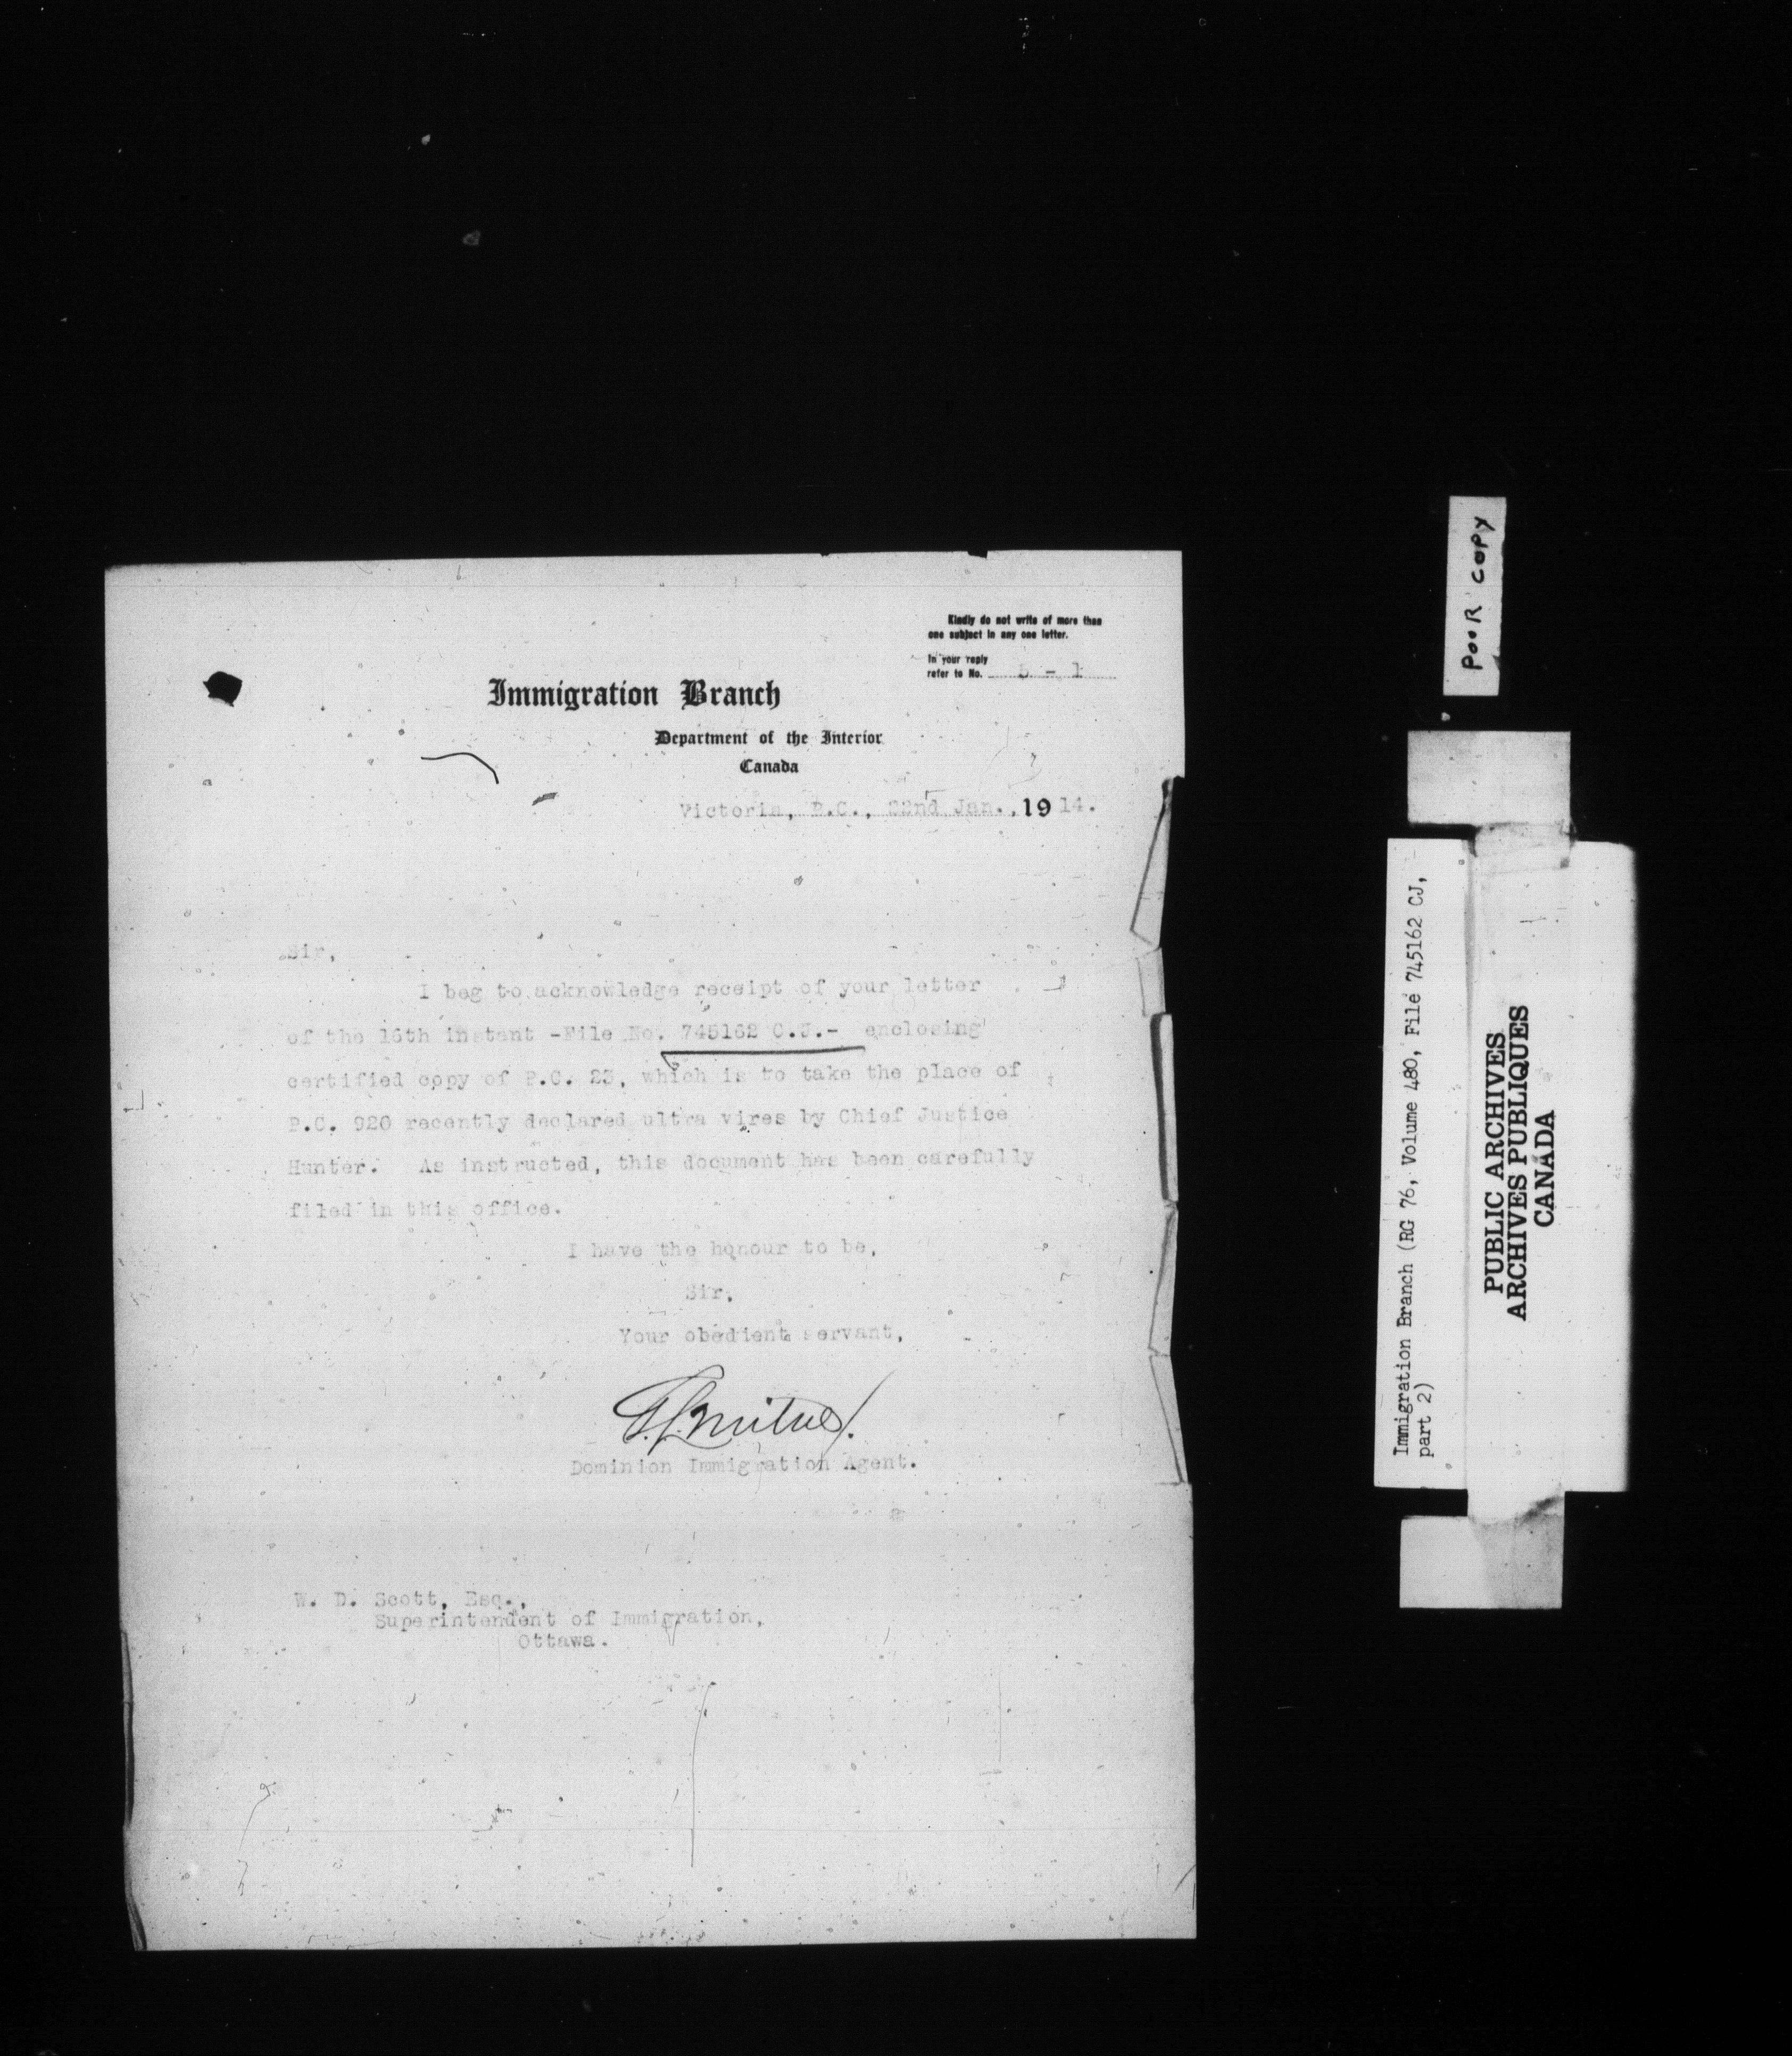 Kindly do not write of more than
one subject in any one letter.
In your reply
refer to No. 5 - 1
Immigration Branch
Department of the Interior
Canada
Victoria, B.C., 22nd Jan., 1914.
Sir,
I beg to acknowledge receipt of your letter
of the 16th instant -File No. 745162 C.J.- enclosing
certified copy of P.C. 23, which is to take the place of
P.C. 920 recently declared ultra vires by Chief Justice
Hunter. As instructed, this document has been carefully
filed in this office.
I have the honour to be,
Sir,
Your obedient servant,
Dominion Immigration Agent.
W. D. Scott, Esq.,
Superintendent of Immigration,
Ottawa.
POOR COPY
Immigration Branch (RG 76, Volume 480, File 745162 CJ,
part 2)
PUBLIC ARCHIVES
ARCHIVES PUBLIQUES
CANADA